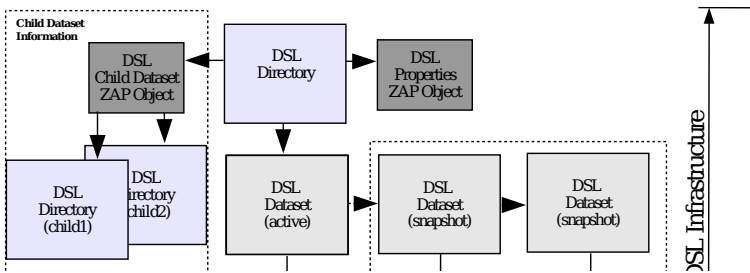 Child Dataset
Information
DSL
Child Dataset
ZAP Object
DSL
Directory
DSL
Properties
ZAP Object
DSL
Directory
(child1)
DSL
irectory
child2)
DSL
Dataset
(active)
DSL
Dataset
(snapshot)
DSL
Dataset
(snapshot)
DSL Infrastructure